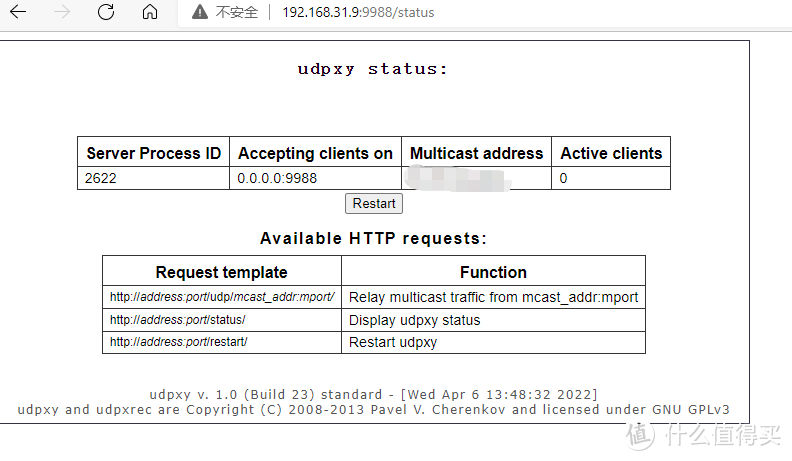 不安全 192.168.31.9:9988/status
udpxy status:
Server Process ID Accepting clients on Multicast address Active clients
2622 0.0.0.0:9988 0
Restart
Available HTTP requests:
Request template Function
http://address:port/udp/mcast_addr:mport/ Relay multicast traffic from mcast_addr:mport
http://address:port/status/ Display udpxy status
http://address:port/restart/ Restart udpxy
udpxy v. 1.0 (Build 23) standard - [Wed Apr 6 13:48:32 2022]
udpxy and udpxrec are Copyright (C) 2008-2013 Pavel V. Cherenkov and licensed under GNU GPLv3
值 什么值得买